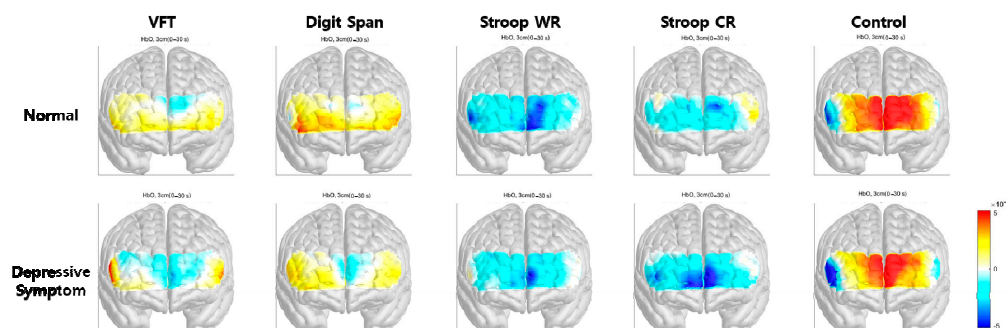 VFT Digit Span Stroop WR Stroop CR Control
HbO, 3cm(0-30 s) HbO, 3cm(0-30 s) HbO, 3cm(0-30 s) HbO, 3cm(0-30 s) HbO, 3cm(0-30 s)
Normal
HbO, 3cm(0-30 s) HbO, 3cm(0-30 s) HbO, 3cm(0-30 s) HbO, 3cm(0-30 s) HbO, 3cm(0-30 s)
5
Depressive
0
Symptom
-5